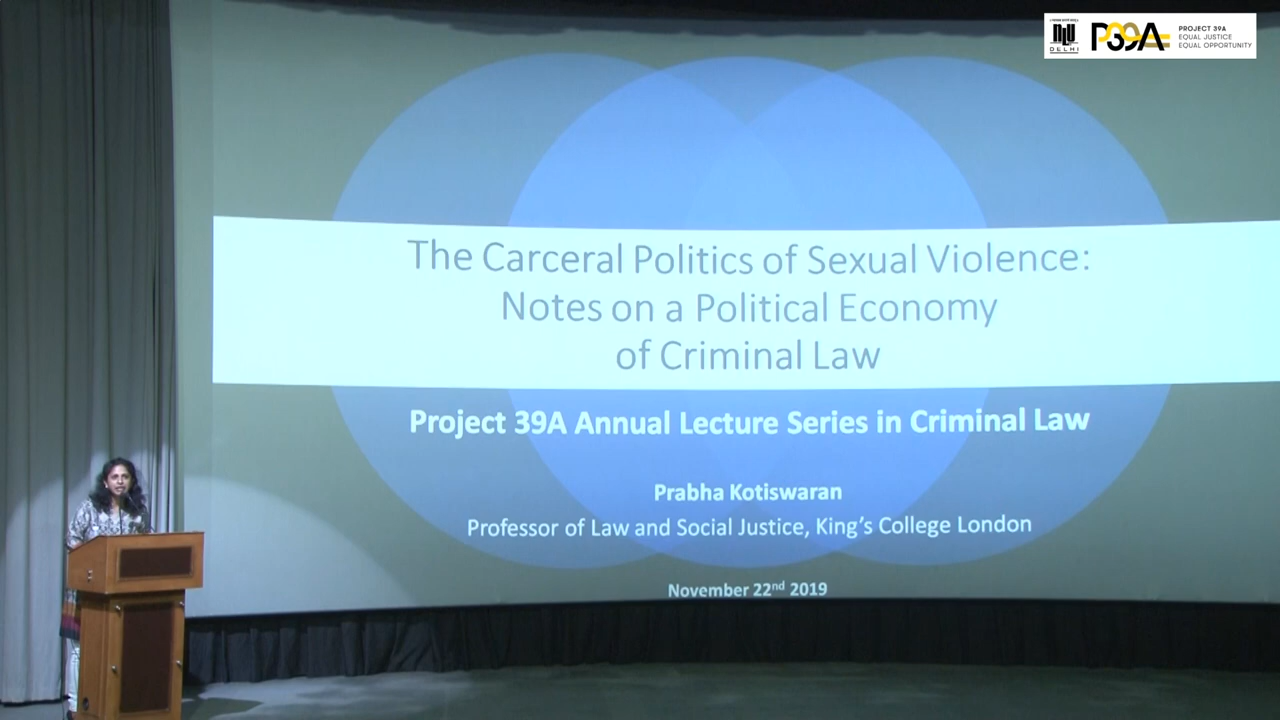 NLU
DELHI
P39A
PROJECT 39A
EQUAL JUSTICE
EQUAL OPPORTUNITY
The Carceral Politics of Sexual Violence:
Notes on a Political Economy
of Criminal Law
Project 39A Annual Lecture Series in Criminal Law
Prabha Kotiswaran
Professor of Law and Social Justice, King's College London
November 22nd 2019